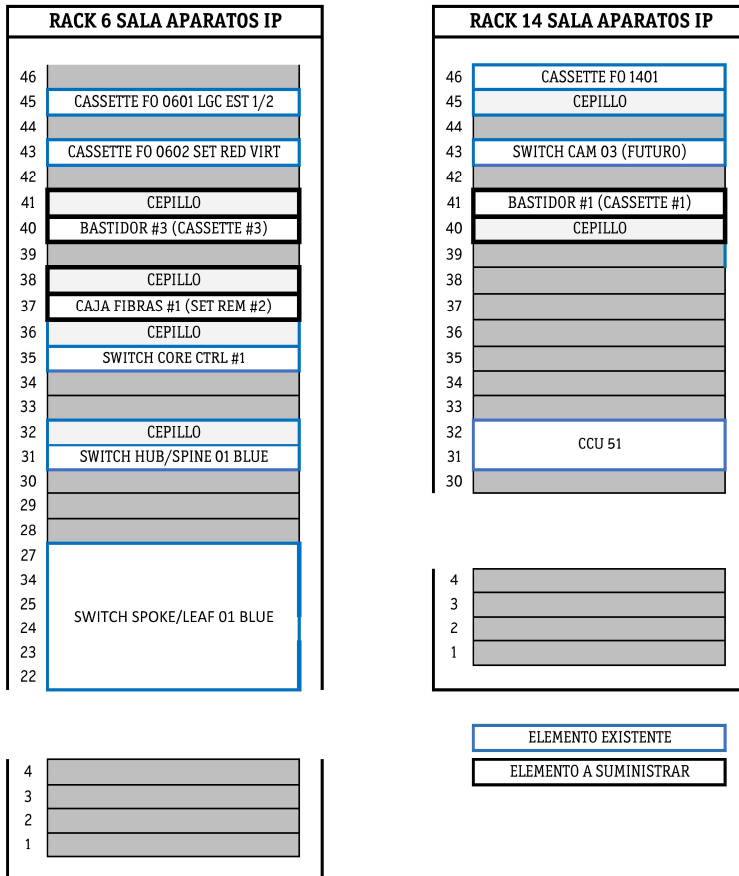 RACK 6 SALA APARATOS IP
46
45 CASSETTE FO 0601 LGC EST 1/2
44
43 CASSETTE FO 0602 SET RED VIRT
42
41 CEPILLO
40 BASTIDOR #3 (CASSETTE #3)
39
38 CEPILLO
37 CAJA FIBRAS #1 (SET REM #2)
36 CEPILLO
35 SWITCH CORE CTRL #1
34
33
32 CEPILLO
31 SWITCH HUB/SPINE 01 BLUE
30
29
28
27
34
25
SWITCH SPOKE/LEAF 01 BLUE
24
23
22
4
3
2
1
RACK 14 SALA APARATOS IP
46 CASSETTE FO 1401
45 CEPILLO
44
43 SWITCH CAM 03 (FUTURO)
42
41 BASTIDOR #1 (CASSETTE #1)
40 CEPILLO
39
38
37
36
35
34
33
32
CCU 51
31
30
4
3
2
1
ELEMENTO EXISTENTE
ELEMENTO A SUMINISTRAR